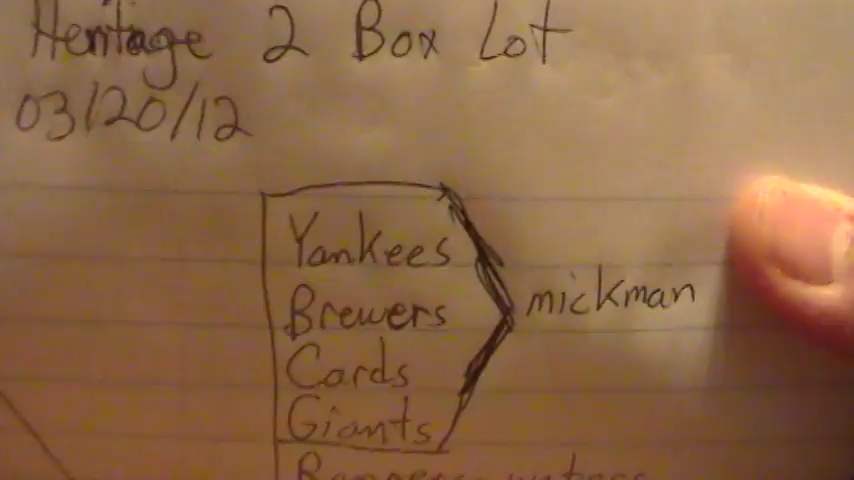 Heritage 2 Box Lot
03/20/12
Yankees
Brewers
mickman
Cards
Giants